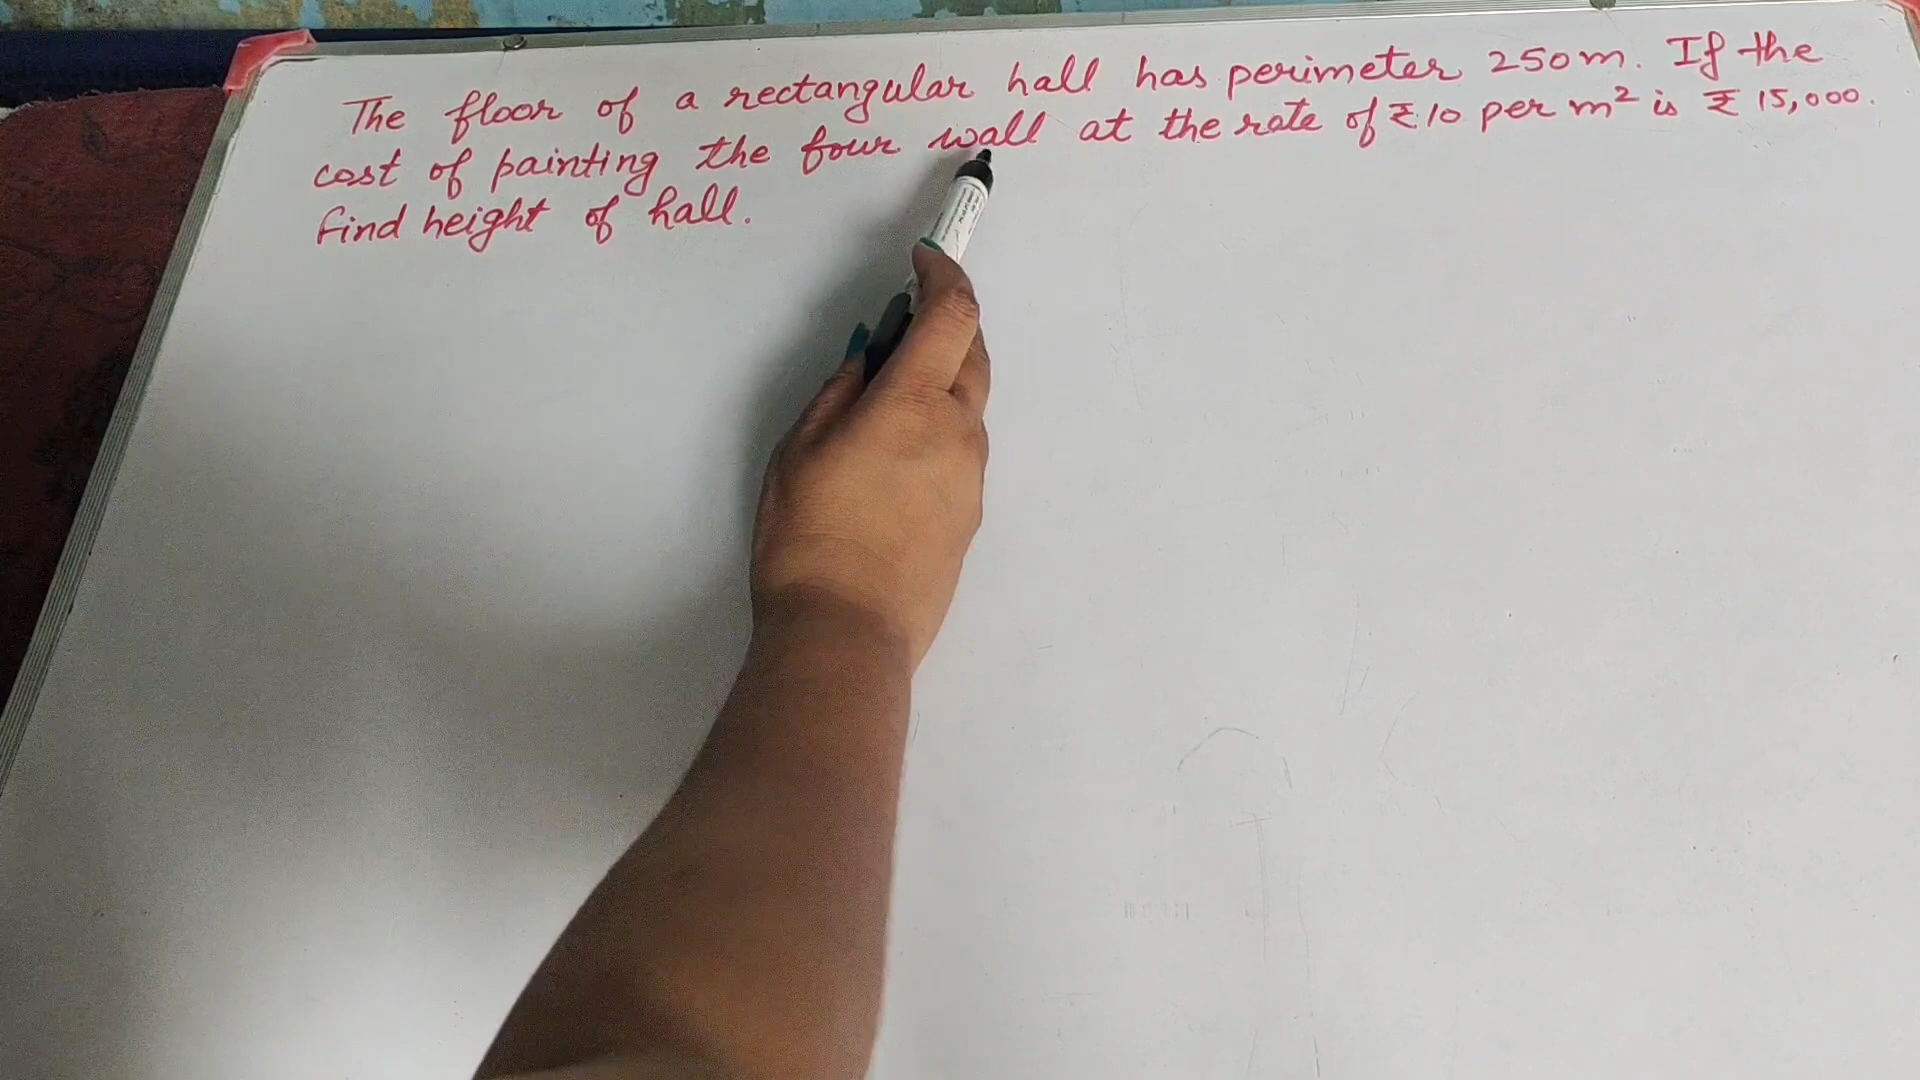 The floor of a rectangular hall has perimeter 250m. If the
cost of painting the four wall at the rate of ₹10 per m² is ₹ 15,000.
find height of hall.